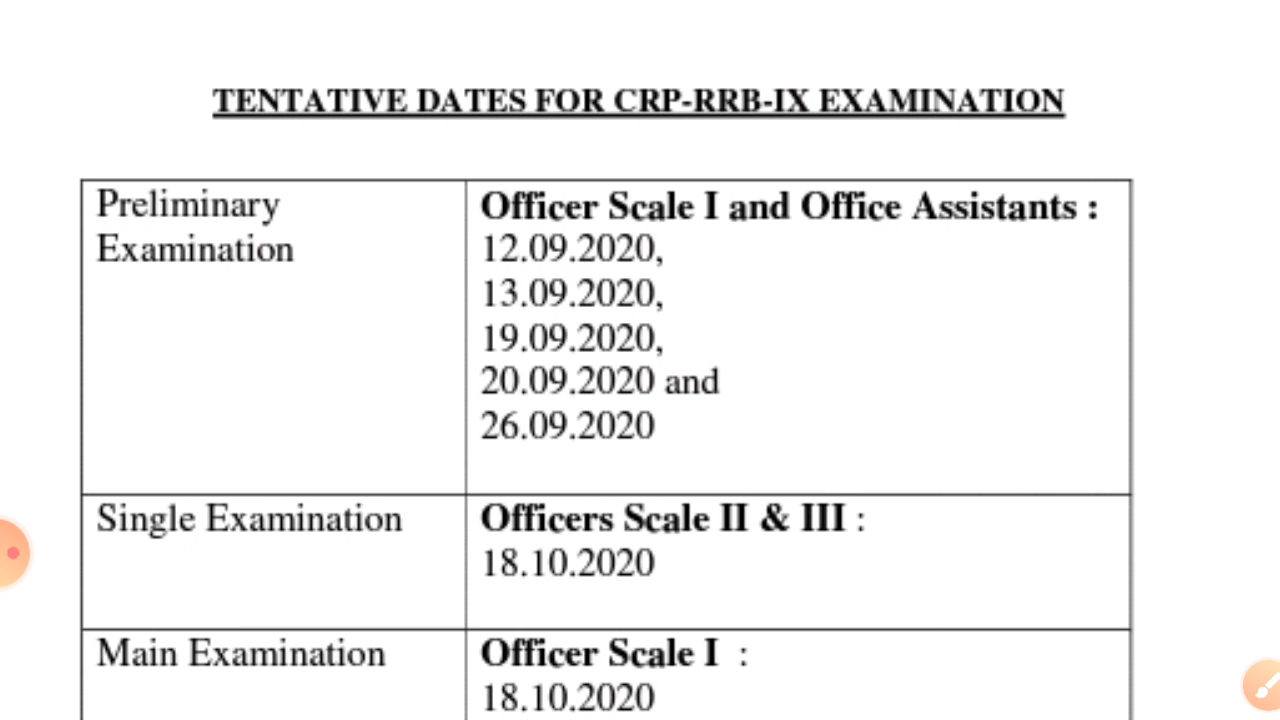 TENTATIVE DATES FOR CRP-RRB-IX EXAMINATION
Preliminary
Examination
Officer Scale I and Office Assistants :
12.09.2020,
13.09.2020,
19.09.2020,
20.09.2020 and
26.09.2020
Single Examination
Officers Scale II & III :
18.10.2020
Main Examination
Officer Scale I :
18.10.2020